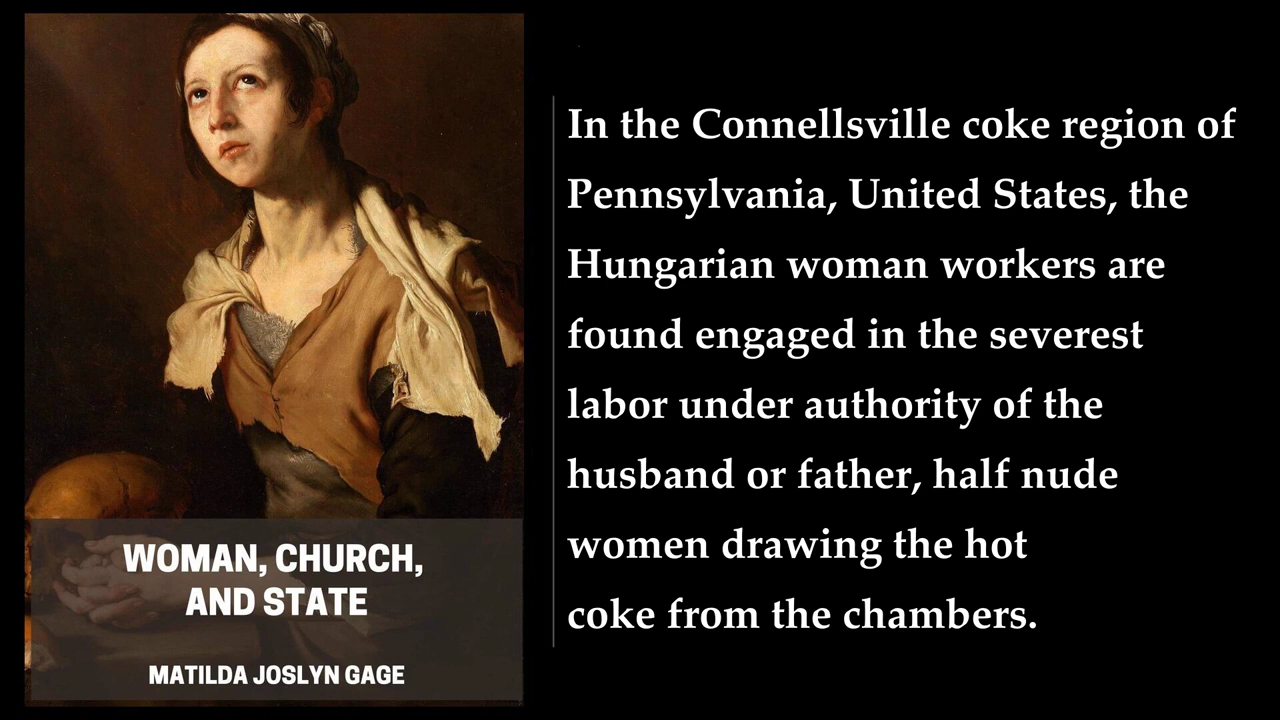 WOMAN, CHURCH,
AND STATE
MATILDA JOSLYN GAGE
In the Connellsville coke region of
Pennsylvania, United States, the
Hungarian woman workers are
found engaged in the severest
labor under authority of the
husband or father, half nude
women drawing the hot
coke from the chambers.